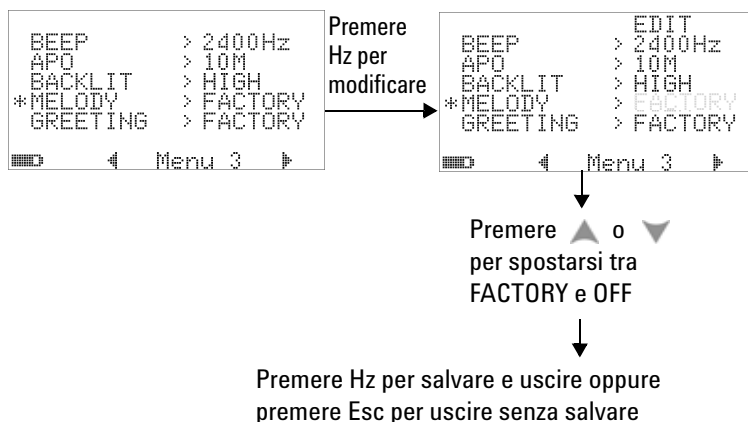 BEEP > 2400Hz
APO > 10M
BACKLIT > HIGH
*MELODY > FACTORY
GREETING > FACTORY
Menu 3
Premere
Hz per
modificare
EDIT
BEEP > 2400Hz
APO > 10M
BACKLIT > HIGH
*MELODY > FACTORY
GREETING > FACTORY
Menu 3
Premere o
per spostarsi tra
FACTORY e OFF
Premere Hz per salvare e uscire oppure
premere Esc per uscire senza salvare